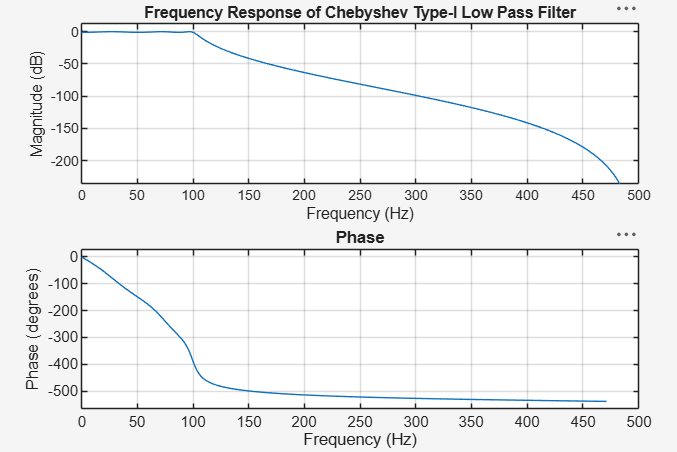 Frequency Response of Chebyshev Type-I Low Pass Filter
Magnitude (dB)
0
-50
-100
-150
-200
0 50 100 150 200 250 300 350 400 450 500
Frequency (Hz)
Phase
Phase (degrees)
0
-100
-200
-300
-400
-500
0 50 100 150 200 250 300 350 400 450 500
Frequency (Hz)